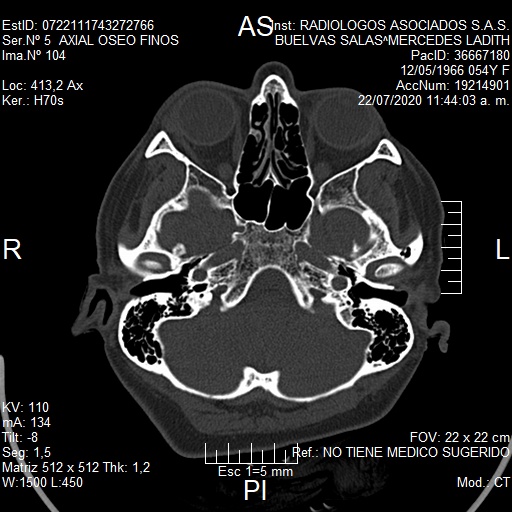 EstID: 0722111743272766
Ser.Nº 5 AXIAL OSEO FINOS
Ima.Nº 104
Loc: 413,2 Ax
Ker.: H70s
AS
Inst: RADIOLOGOS ASOCIADOS S.A.S.
BUELVAS SALAS^MERCEDES LADITH
PacID: 36667180
12/05/1966 054Y F
AccNum: 19214901
22/07/2020 11:44:03 a. m.
R
L
KV: 110
mA: 134
Tilt: -8
Seg: 1,5
Matriz 512 x 512 Thk: 1,2
W:1500 L:450
Esc 1=5 mm
PI
FOV: 22 x 22 cm
Ref.: NO TIENE MEDICO SUGERIDO
Mod.: CT